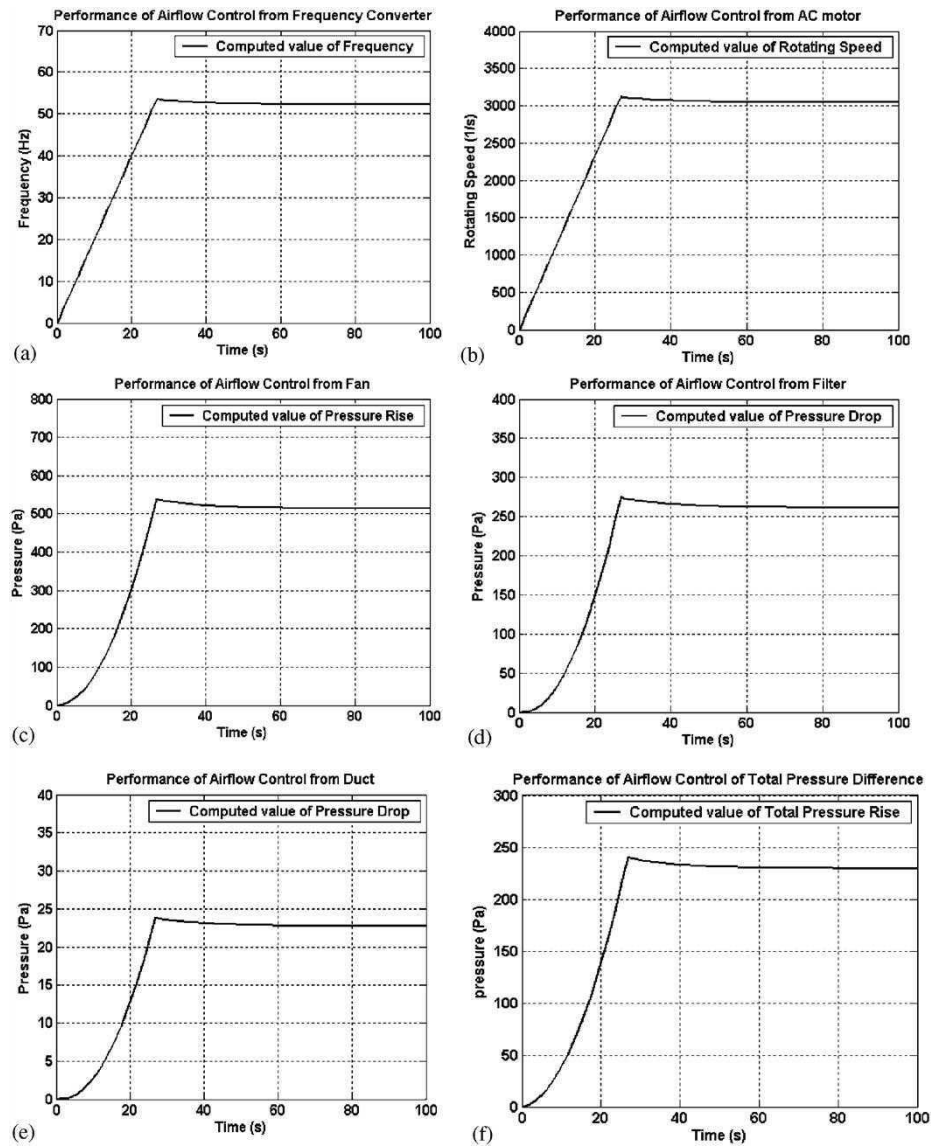 Performance of Airflow Control from Frequency Converter
70
Computed value of Frequency
60
50
40
30
20
10
0
Frequency (Hz)
0 20 40 60 80 100
Time (s)
(a)
Performance of Airflow Control from AC motor
4000
Computed value of Rotating Speed
3500
3000
2500
2000
1500
1000
500
0
Rotating Speed (1/s)
0 20 40 60 80 100
Time (s)
(b)
Performance of Airflow Control from Fan
800
Computed value of Pressure Rise
700
600
500
400
300
200
100
0
Pressure (Pa)
0 20 40 60 80 100
Time (s)
(c)
Performance of Airflow Control from Filter
400
Computed value of Pressure Drop
350
300
250
200
150
100
50
0
Pressure (Pa)
0 20 40 60 80 100
Time (s)
(d)
Performance of Airflow Control from Duct
40
Computed value of Pressure Drop
35
30
25
20
15
10
5
0
Pressure (Pa)
0 20 40 60 80 100
Time (s)
(e)
Performance of Airflow Control of Total Pressure Difference
300
Computed value of Total Pressure Rise
250
200
150
100
50
0
pressure (Pa)
0 20 40 60 80 100
Time (s)
(f)